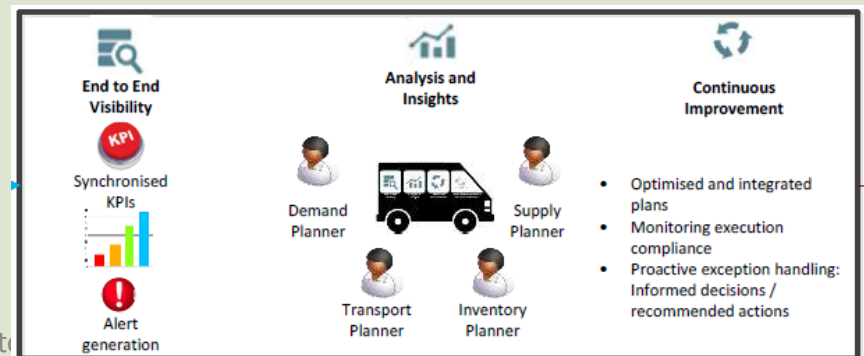 End to End
Visibility
KPI
Synchronised
KPIs
Alert
generation
Analysis and
Insights
Demand
Planner
Supply
Planner
Transport
Planner
Inventory
Planner
Continuous
Improvement
• Optimised and integrated
plans
• Monitoring execution
compliance
• Proactive exception handling:
Informed decisions /
recommended actions